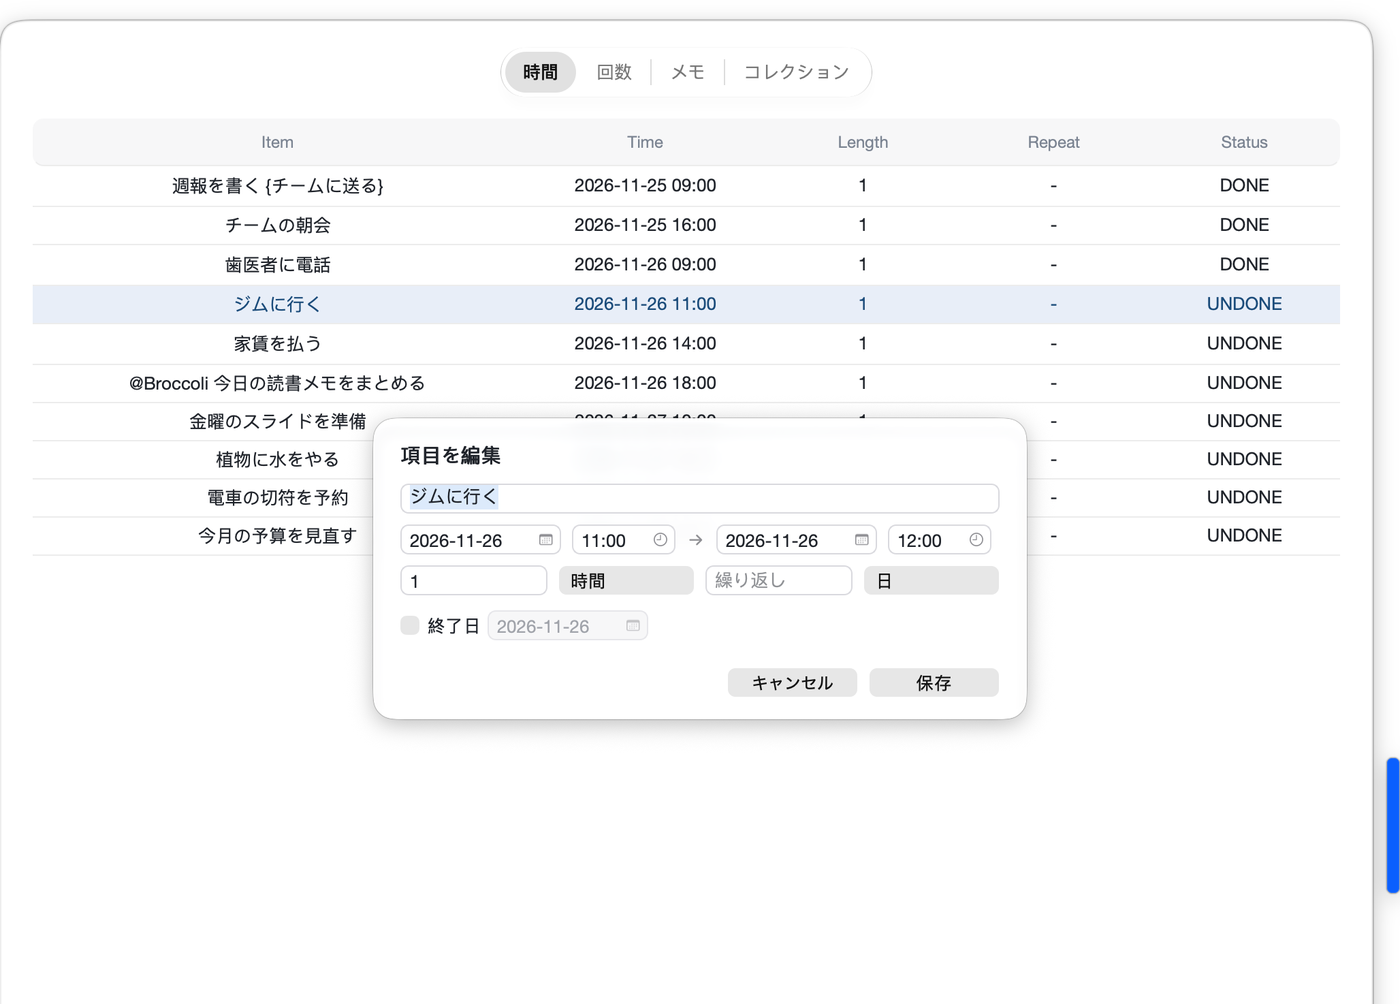 時間 回数 メモ コレクション
Item Time Length Repeat Status
週報を書く {チームに送る} 2026-11-25 09:00 1 - DONE
チームの朝会 2026-11-25 16:00 1 - DONE
歯医者に電話 2026-11-26 09:00 1 - DONE
ジムに行く 2026-11-26 11:00 1 - UNDONE
家賃を払う 2026-11-26 14:00 1 - UNDONE
@Broccoli 今日の読書メモをまとめる 2026-11-26 18:00 1 - UNDONE
金曜のスライドを準備 - UNDONE
植物に水をやる - UNDONE
電車の切符を予約 - UNDONE
今月の予算を見直す - UNDONE
項目を編集
ジムに行く
2026-11-26 11:00 → 2026-11-26 12:00
1 時間 繰り返し 日
終了日 2026-11-26
キャンセル 保存